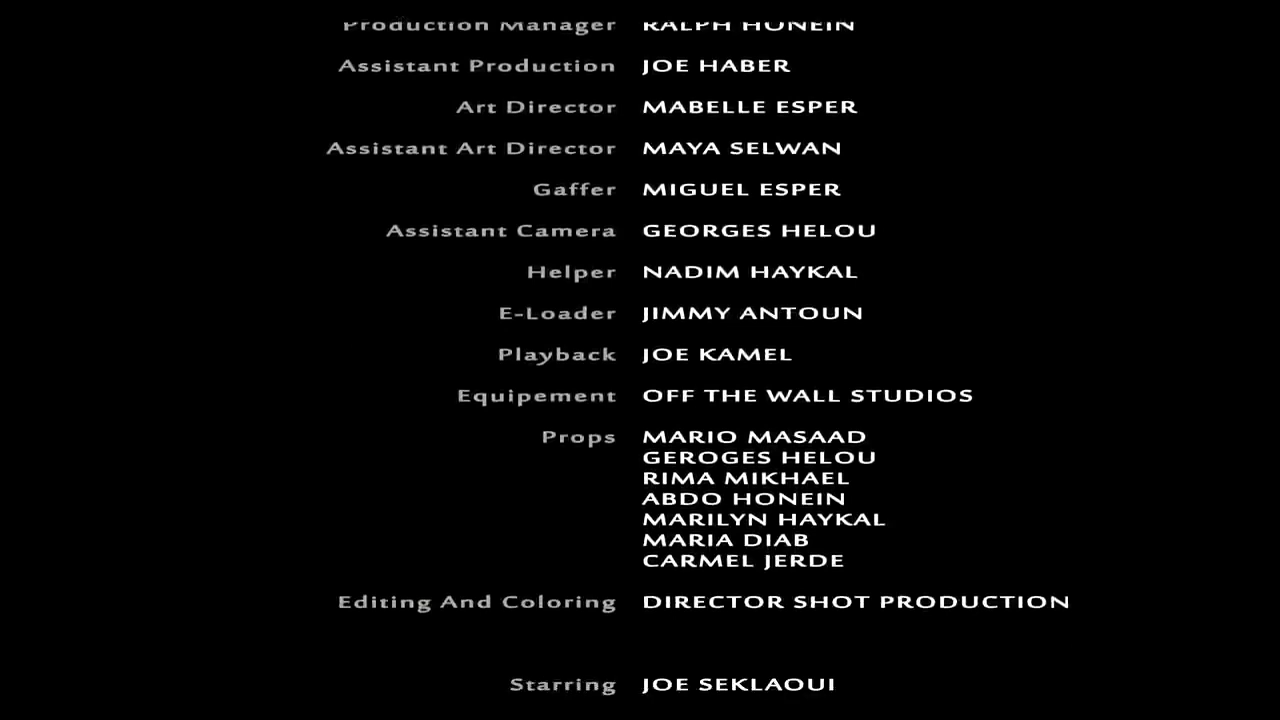 Production Manager RALPH HONEIN
Assistant Production JOE HABER
Art Director MABELLE ESPER
Assistant Art Director MAYA SELWAN
Gaffer MIGUEL ESPER
Assistant Camera GEORGES HELOU
Helper NADIM HAYKAL
E-Loader JIMMY ANTOUN
Playback JOE KAMEL
Equipement OFF THE WALL STUDIOS
Props MARIO MASAAD
GEROGES HELOU
RIMA MIKHAEL
ABDO HONEIN
MARILYN HAYKAL
MARIA DIAB
CARMEL JERDE
Editing And Coloring DIRECTOR SHOT PRODUCTION
Starring JOE SEKLAOUI